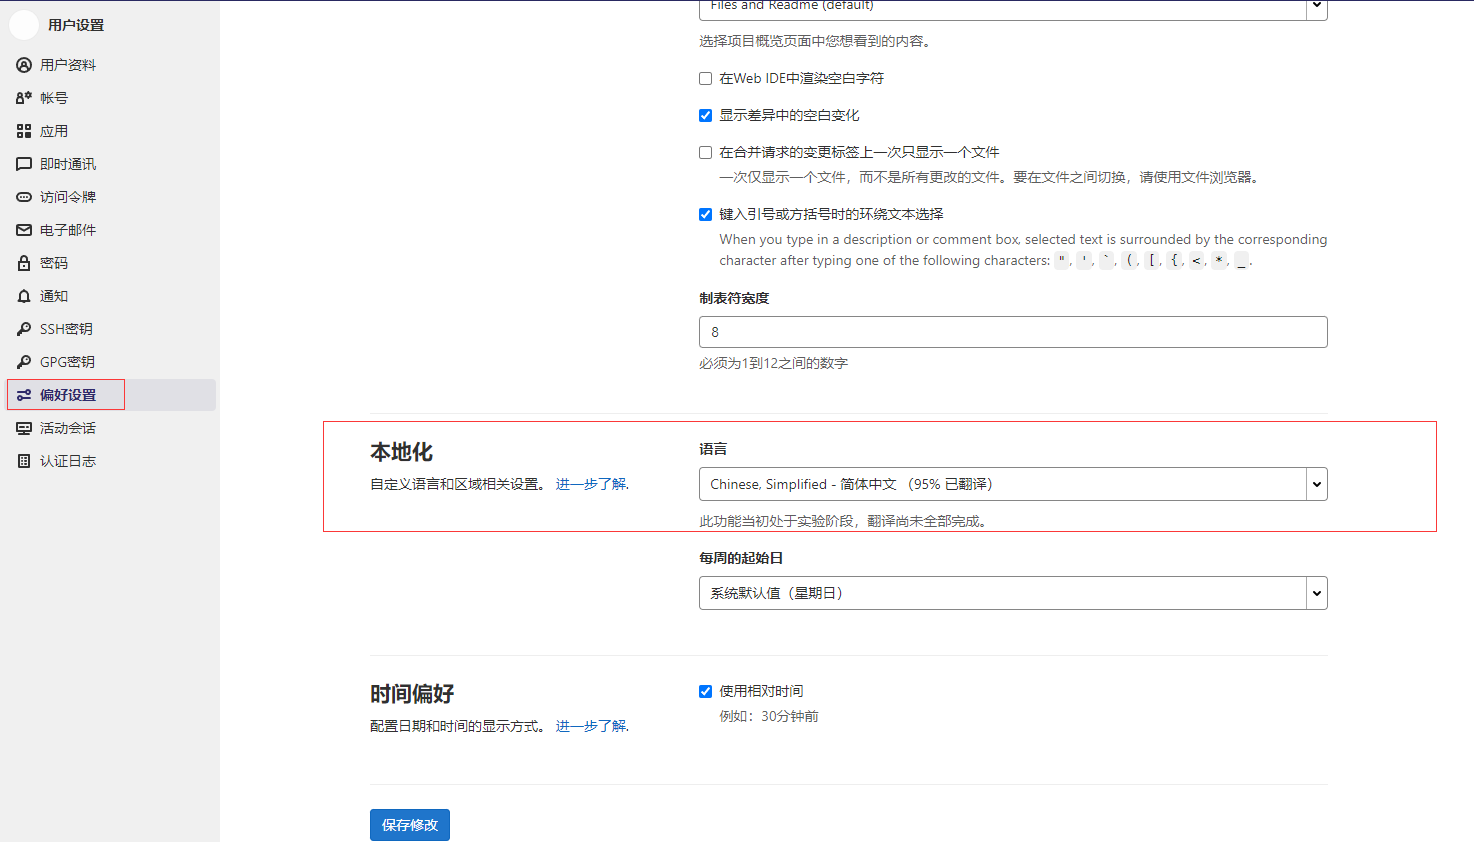 用户设置
用户资料
帐号
应用
即时通讯
访问令牌
电子邮件
密码
通知
SSH密钥
GPG密钥
偏好设置
活动会话
认证日志
Files and Readme (default)
选择项目概览页面中您想看到的内容。
在Web IDE中渲染空白字符
显示差异中的空白变化
在合并请求的变更标签上一次只显示一个文件
一次仅显示一个文件，而不是所有更改的文件。要在文件之间切换，请使用文件浏览器。
键入引号或方括号时的环绕文本选择
When you type in a description or comment box, selected text is surrounded by the corresponding
character after typing one of the following characters: ", ', `, (, [, {, <, *, _.
制表符宽度
8
必须为1到12之间的数字
本地化
自定义语言和区域相关设置。 进一步了解.
语言
Chinese, Simplified - 简体中文 （95% 已翻译）
此功能当初处于实验阶段，翻译尚未全部完成。
每周的起始日
系统默认值（星期日）
时间偏好
配置日期和时间的显示方式。 进一步了解.
使用相对时间
例如：30分钟前
保存修改